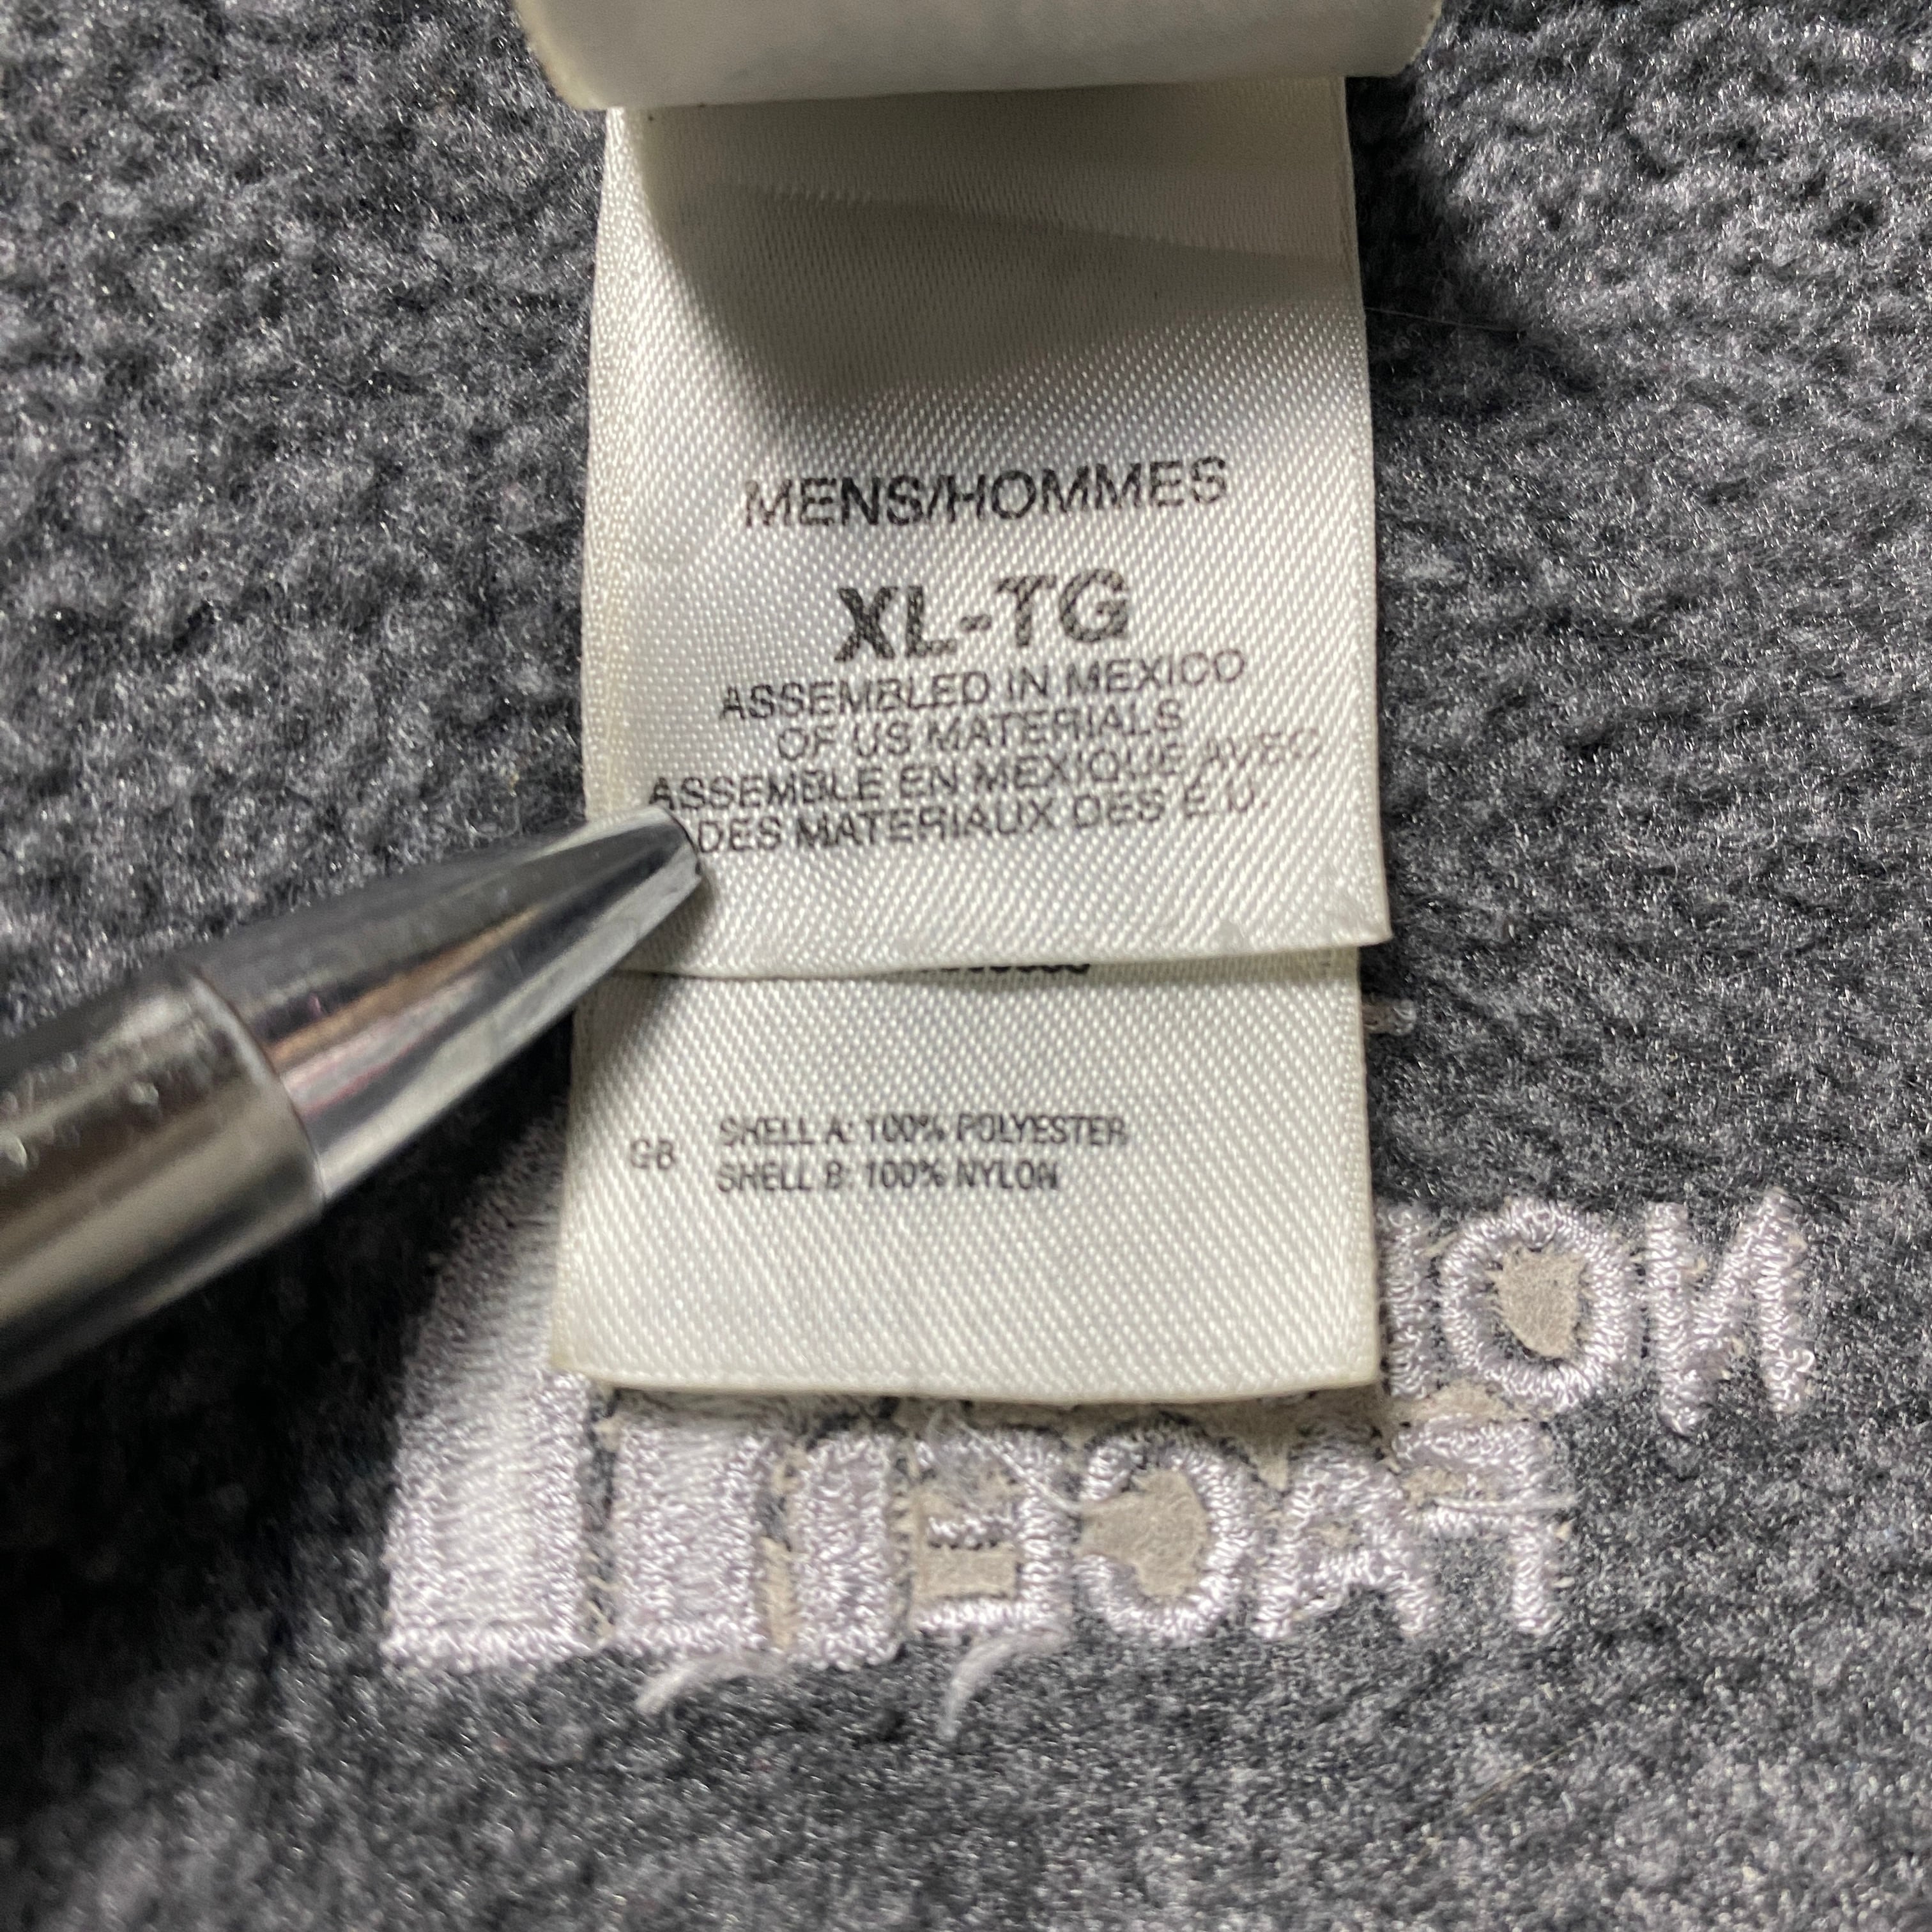 MENS/HOMMES
XL-TG
ASSEMBLED IN MEXICO
OF US MATERIALS
ASSEMBLE EN MEXIQUE AVEC
DES MATERIAUX DES E.U.
GB SHELL A: 100% POLYESTER
SHELL B: 100% NYLON